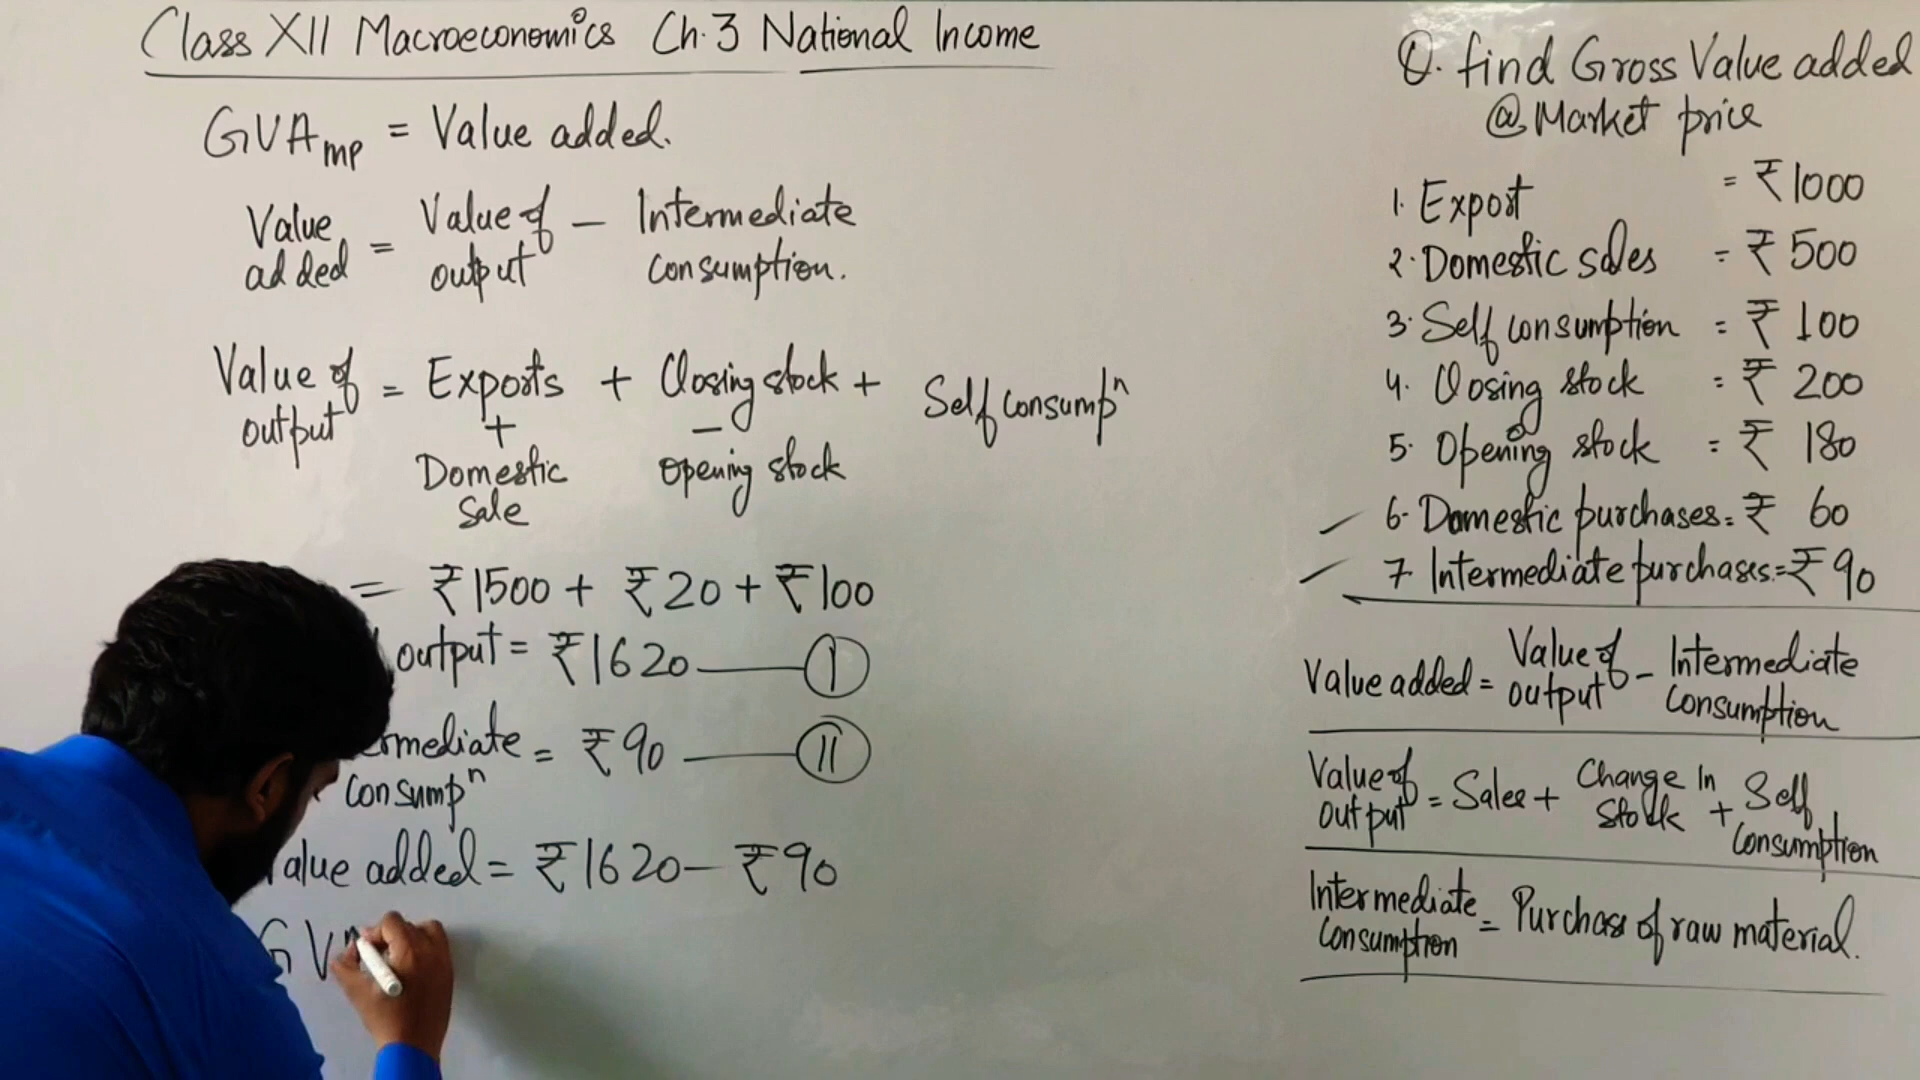 Class XII Macroeconomics Ch.3 National Income
GVAmp = Value added.
Value added = Value of output − Intermediate consumption.
Value of output = Exports + Domestic sale + Closing stock − opening stock + Self consumpⁿ
= ₹1500 + ₹20 + ₹100
output = ₹1620 — I
consumpⁿ = ₹90 — II
added = ₹1620 − ₹90
Q. find Gross Value added
@ Market price
1. Export = ₹1000
2. Domestic sales = ₹500
3. Self consumption = ₹100
4. Closing stock = ₹200
5. Opening stock = ₹180
6. Domestic purchases = ₹60
7. Intermediate purchases = ₹90
Value added = Value of output − Intermediate Consumption
Value of output = Sales + Change In Stock + Self Consumption
Intermediate Consumption = Purchase of raw material.